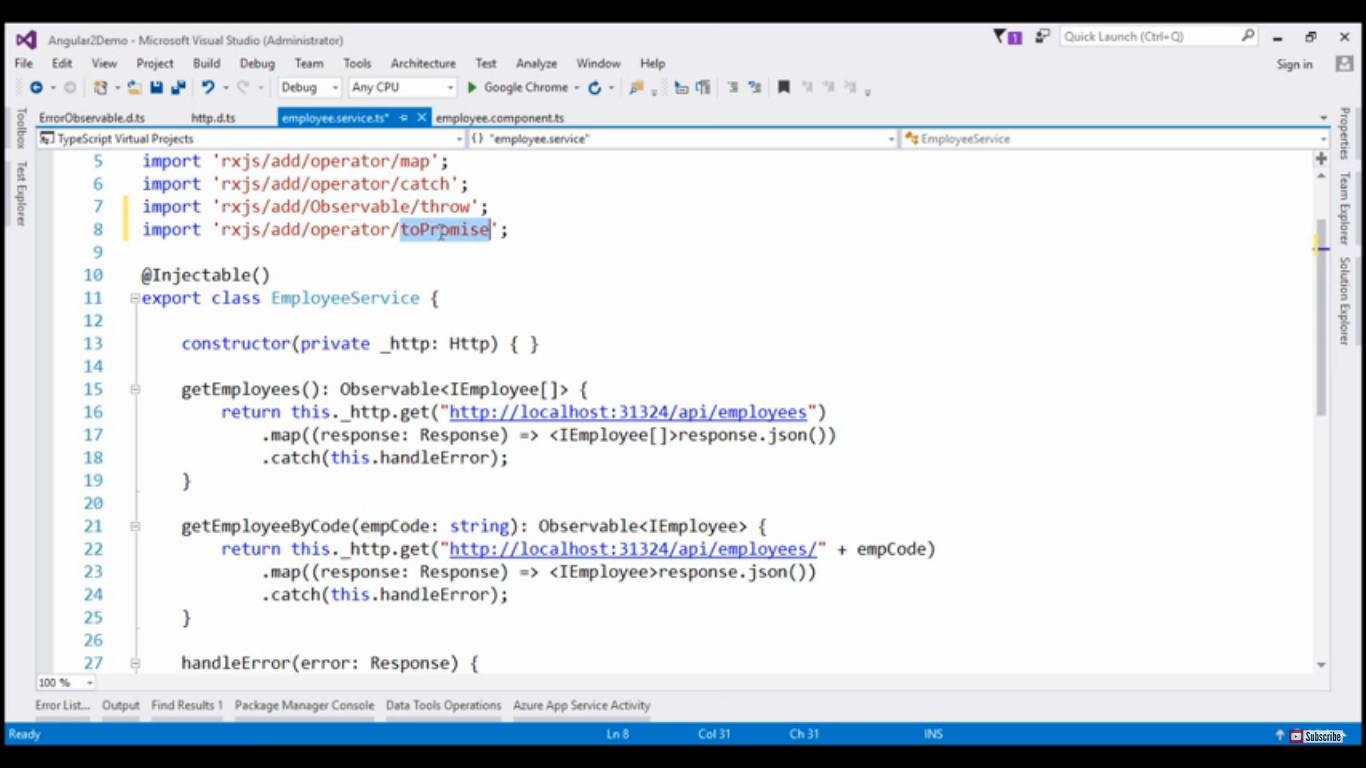 Angular2Demo - Microsoft Visual Studio (Administrator)
1
Quick Launch (Ctrl+Q)
File Edit View Project Build Debug Team Tools Architecture Test Analyze Window Help
Sign in
Debug Any CPU Google Chrome
ErrorObservable.d.ts http.d.ts employee.service.ts* employee.component.ts
TypeScript Virtual Projects {} "employee.service" EmployeeService
Toolbox
Test Explorer
Properties
Team Explorer
Solution Explorer
5 import 'rxjs/add/operator/map';
6 import 'rxjs/add/operator/catch';
7 import 'rxjs/add/Observable/throw';
8 import 'rxjs/add/operator/toPromise';
9
10 @Injectable()
11 export class EmployeeService {
12
13 constructor(private _http: Http) { }
14
15 getEmployees(): Observable<IEmployee[]> {
16 return this._http.get("http://localhost:31324/api/employees")
17 .map((response: Response) => <IEmployee[]>response.json())
18 .catch(this.handleError);
19 }
20
21 getEmployeeByCode(empCode: string): Observable<IEmployee> {
22 return this._http.get("http://localhost:31324/api/employees/" + empCode)
23 .map((response: Response) => <IEmployee>response.json())
24 .catch(this.handleError);
25 }
26
27 handleError(error: Response) {
100 %
Error List... Output Find Results 1 Package Manager Console Data Tools Operations Azure App Service Activity
Ready Ln 8 Col 31 Ch 31 INS
Subscribe